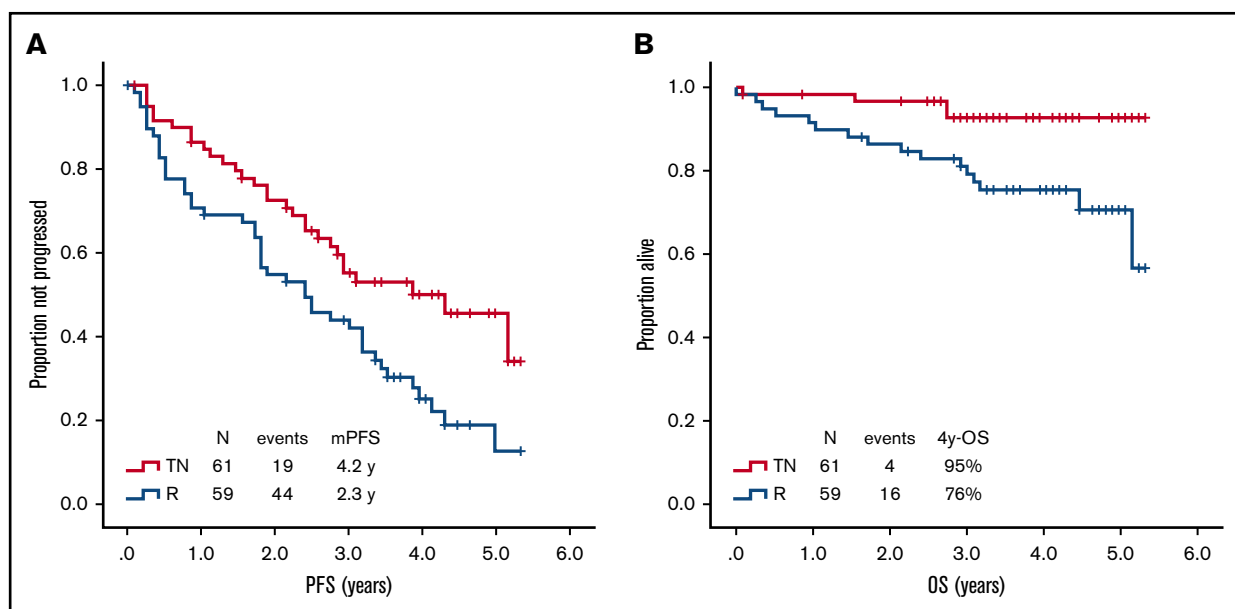 A
Proportion not progressed
1.0
0.8
0.6
0.4
0.2
0.0
N events mPFS
TN 61 19 4.2 y
R 59 44 2.3 y
.0 1.0 2.0 3.0 4.0 5.0 6.0
PFS (years)
B
Proportion alive
1.0
0.8
0.6
0.4
0.2
0.0
N events 4y-OS
TN 61 4 95%
R 59 16 76%
.0 1.0 2.0 3.0 4.0 5.0 6.0
OS (years)